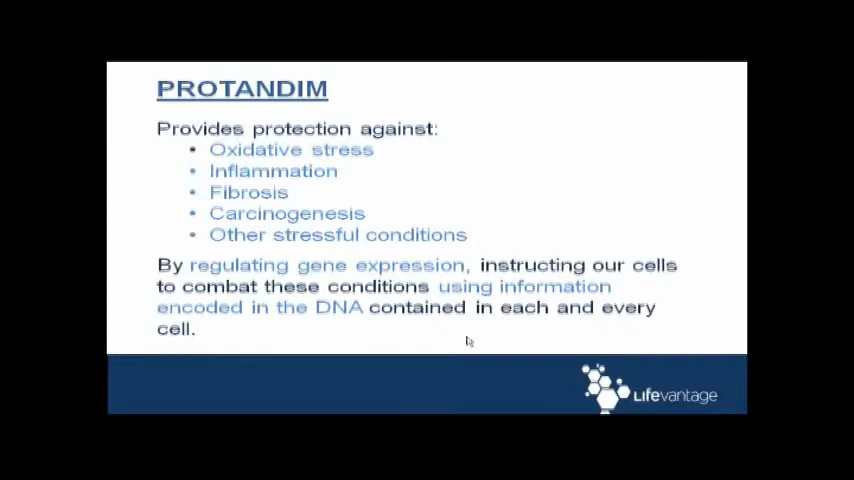 PROTANDIM
Provides protection against:
• Oxidative stress
• Inflammation
• Fibrosis
• Carcinogenesis
• Other stressful conditions
By regulating gene expression, instructing our cells
to combat these conditions using information
encoded in the DNA contained in each and every
cell.
Lifevantage